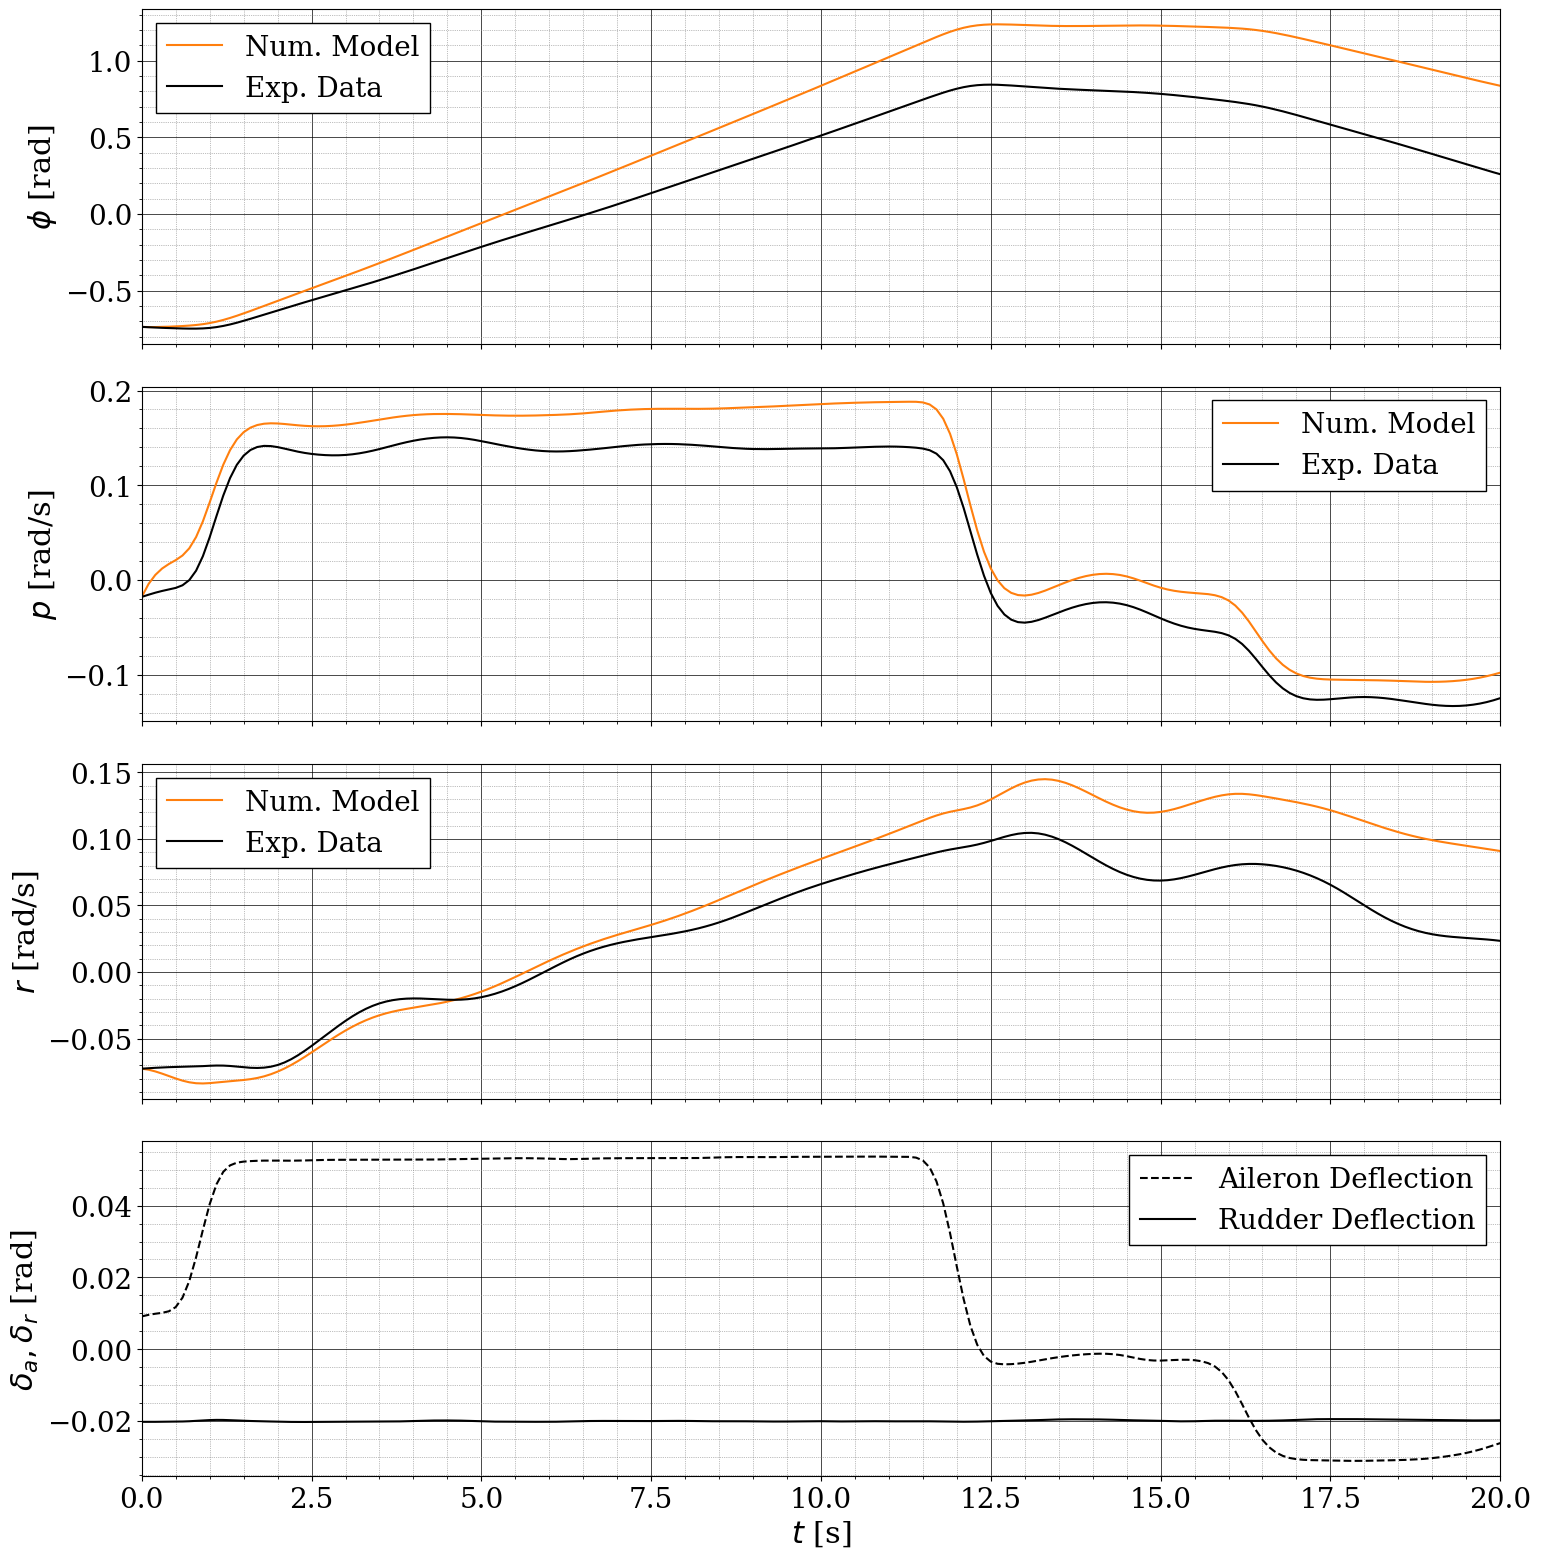 Num. Model
Exp. Data
1.0
0.5
0.0
−0.5
ϕ [rad]
Num. Model
Exp. Data
0.2
0.1
0.0
−0.1
p [rad/s]
Num. Model
Exp. Data
0.15
0.10
0.05
0.00
−0.05
r [rad/s]
Aileron Deflection
Rudder Deflection
0.04
0.02
0.00
−0.02
δₐ, δᵣ [rad]
0.0 2.5 5.0 7.5 10.0 12.5 15.0 17.5 20.0
t [s]